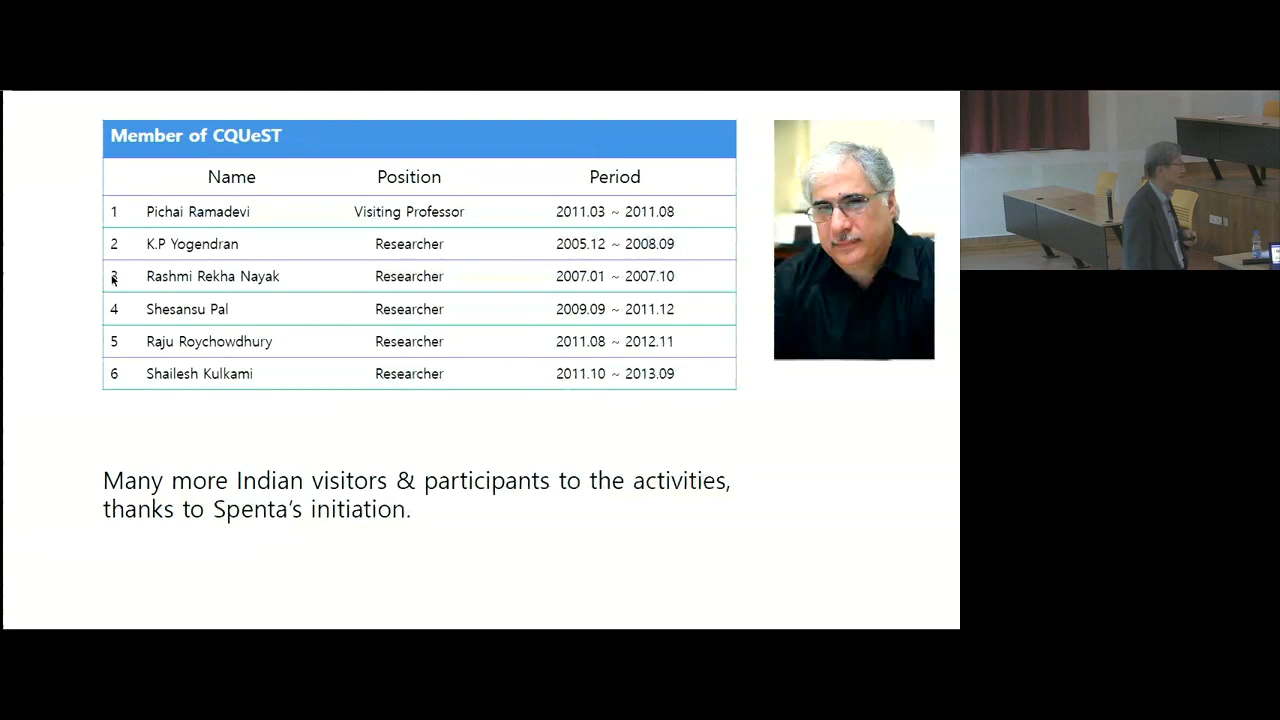 Member of CQUeST
Name Position Period
1 Pichai Ramadevi Visiting Professor 2011.03 ~ 2011.08
2 K.P Yogendran Researcher 2005.12 ~ 2008.09
3 Rashmi Rekha Nayak Researcher 2007.01 ~ 2007.10
4 Shesansu Pal Researcher 2009.09 ~ 2011.12
5 Raju Roychowdhury Researcher 2011.08 ~ 2012.11
6 Shailesh Kulkami Researcher 2011.10 ~ 2013.09
Many more Indian visitors & participants to the activities,
thanks to Spenta’s initiation.